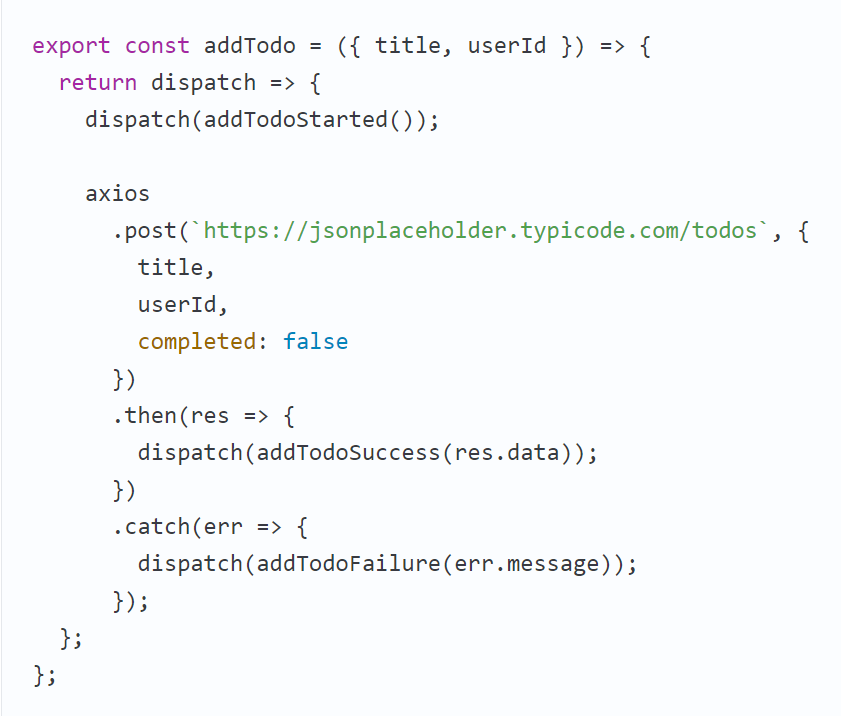 export const addTodo = ({ title, userId }) => {
  return dispatch => {
    dispatch(addTodoStarted());

    axios
      .post(`https://jsonplaceholder.typicode.com/todos`, {
        title,
        userId,
        completed: false
      })
      .then(res => {
        dispatch(addTodoSuccess(res.data));
      })
      .catch(err => {
        dispatch(addTodoFailure(err.message));
      });
  };
};